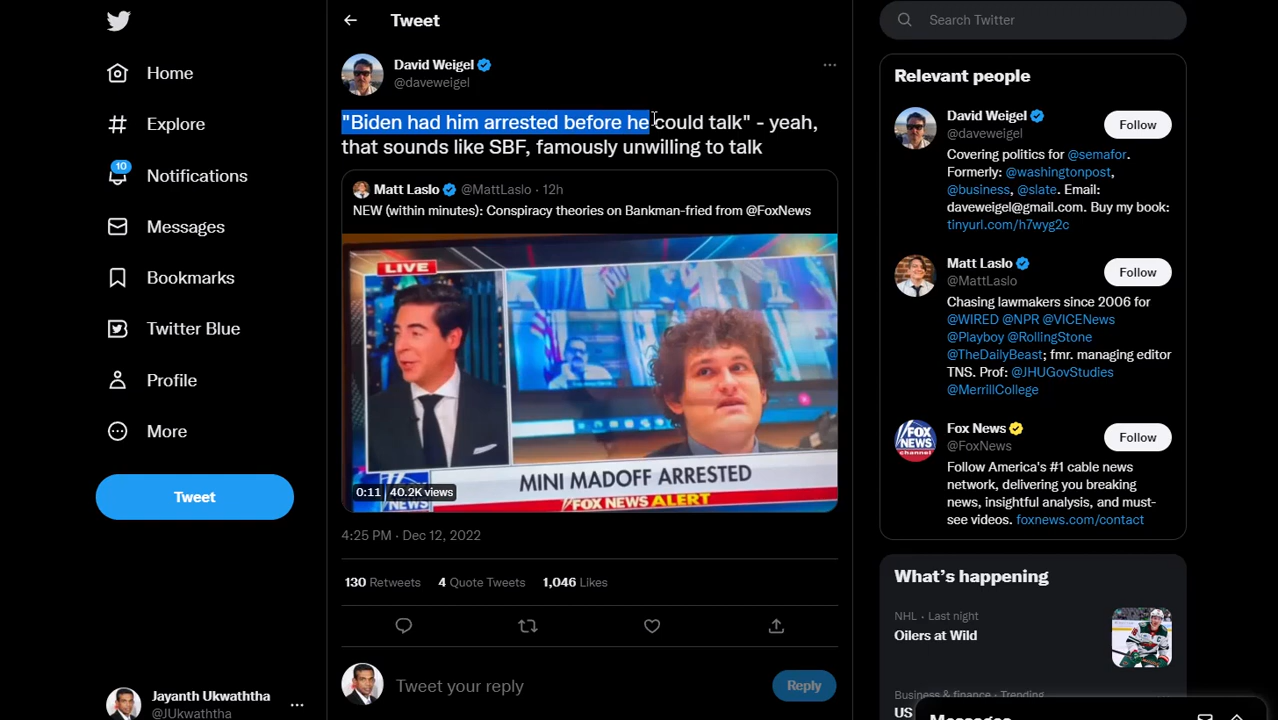 Home
Explore
10
Notifications
Messages
Bookmarks
Twitter Blue
Profile
More
Tweet
Jayanth Ukwaththa
@JUkwaththa
Tweet
David Weigel
@daveweigel
"Biden had him arrested before he could talk" - yeah,
that sounds like SBF, famously unwilling to talk
Matt Laslo @MattLaslo · 12h
NEW (within minutes): Conspiracy theories on Bankman-fried from @FoxNews
LIVE
MINI MADOFF ARRESTED
FOX NEWS ALERT
NEWS
0:11 40.2K views
4:25 PM · Dec 12, 2022
130 Retweets 4 Quote Tweets 1,046 Likes
Tweet your reply
Reply
Search Twitter
Relevant people
David Weigel
@daveweigel
Follow
Covering politics for @semafor.
Formerly: @washingtonpost,
@business, @slate. Email:
daveweigel@gmail.com. Buy my book:
tinyurl.com/h7wyg2c
Matt Laslo
@MattLaslo
Follow
Chasing lawmakers since 2006 for
@WIRED @NPR @VICENews
@Playboy @RollingStone
@TheDailyBeast; fmr. managing editor
TNS. Prof: @JHUGovStudies
@MerrillCollege
FOX
NEWS
channel
Fox News
@FoxNews
Follow
Follow America's #1 cable news
network, delivering you breaking
news, insightful analysis, and must-
see videos. foxnews.com/contact
What's happening
NHL · Last night
Oilers at Wild
Business & finance · Trending
US
Messages